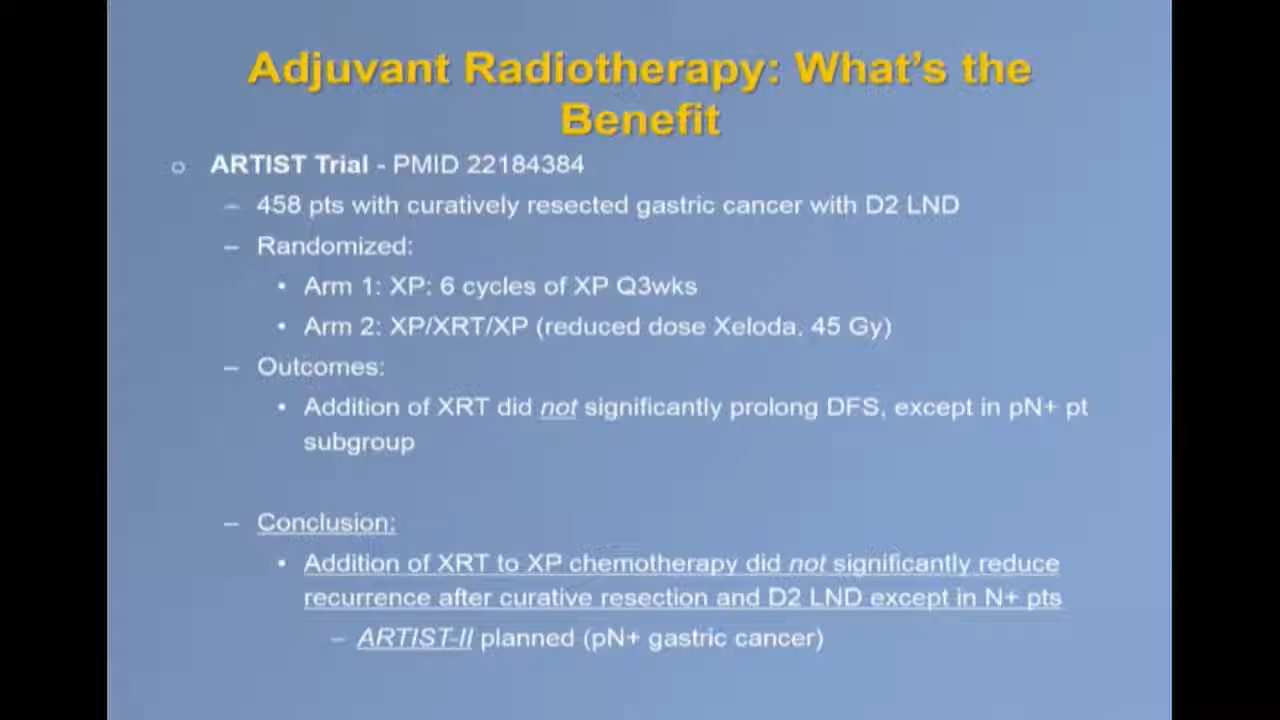 Adjuvant Radiotherapy: What's the
Benefit
o ARTIST Trial - PMID 22184384
– 458 pts with curatively resected gastric cancer with D2 LND
– Randomized:
• Arm 1: XP: 6 cycles of XP Q3wks
• Arm 2: XP/XRT/XP (reduced dose Xeloda, 45 Gy)
– Outcomes:
• Addition of XRT did not significantly prolong DFS, except in pN+ pt
subgroup
– Conclusion:
• Addition of XRT to XP chemotherapy did not significantly reduce
recurrence after curative resection and D2 LND except in N+ pts
– ARTIST-II planned (pN+ gastric cancer)